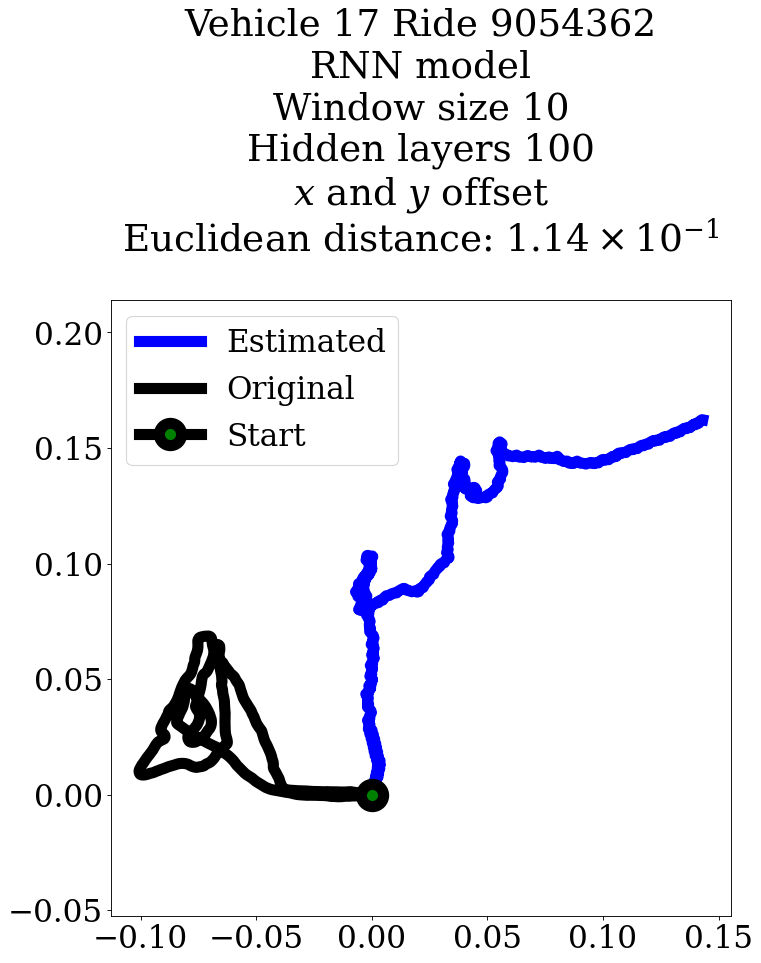 Vehicle 17 Ride 9054362
RNN model
Window size 10
Hidden layers 100
x and y offset
Euclidean distance: 1.14 × 10⁻¹
Estimated
Original
Start
0.20
0.15
0.10
0.05
0.00
−0.05
−0.10 −0.05 0.00 0.05 0.10 0.15